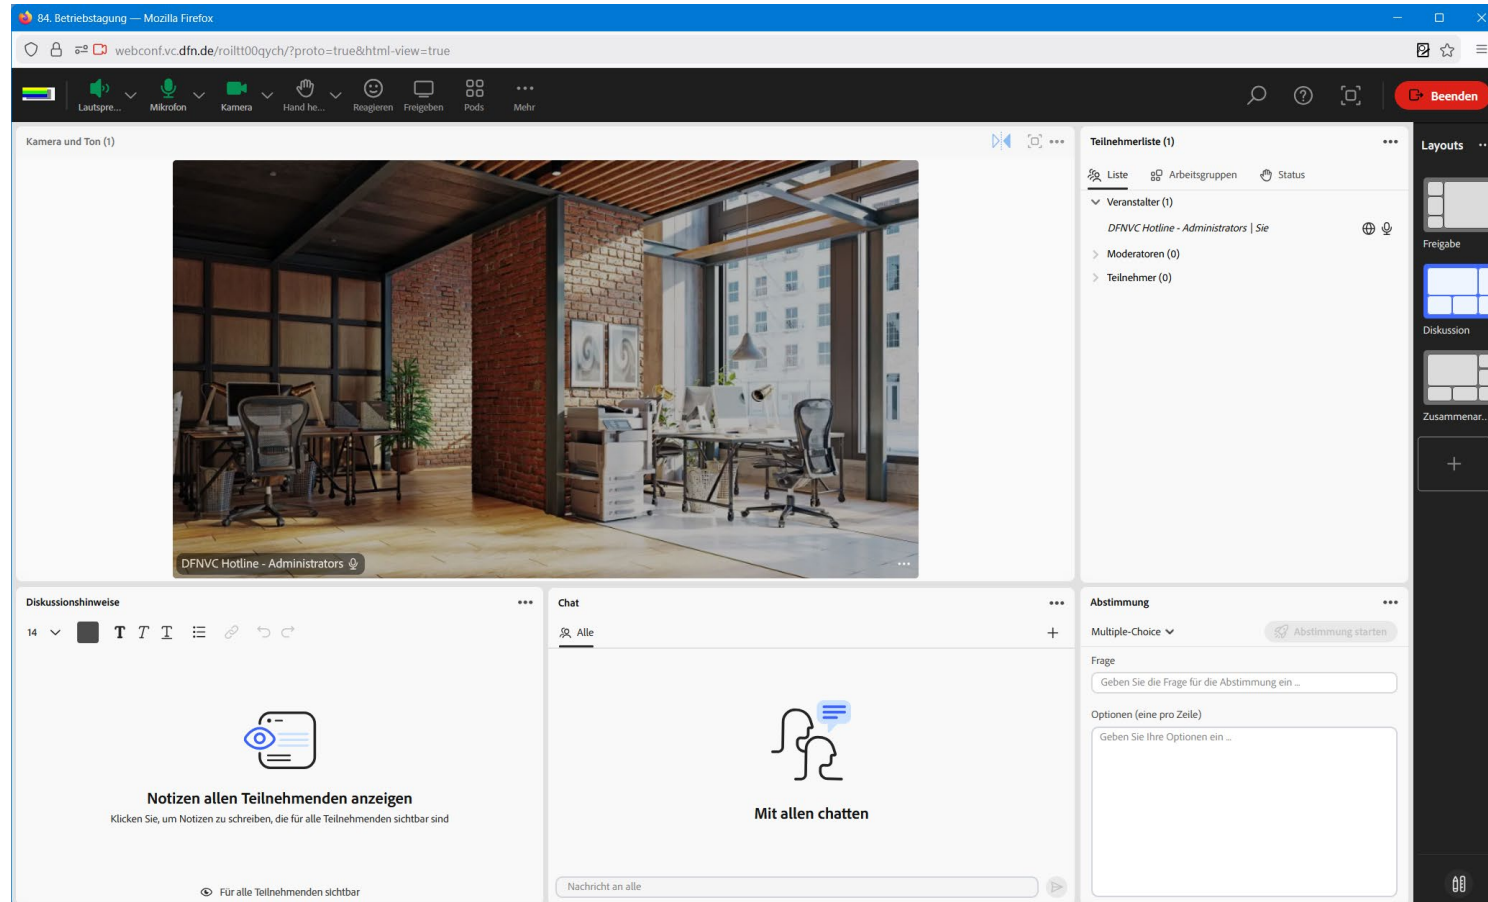 84. Betriebstagung — Mozilla Firefox
webconf.vc.dfn.de/roiltt00qych/?proto=true&html-view=true
Lautspre...
Mikrofon
Kamera
Hand he...
Reagieren
Freigeben
Pods
Mehr
Beenden
Kamera und Ton (1)
DFNVC Hotline - Administrators
Teilnehmerliste (1)
Liste
Arbeitsgruppen
Status
Veranstalter (1)
DFNVC Hotline - Administrators | Sie
Moderatoren (0)
Teilnehmer (0)
Layouts
Freigabe
Diskussion
Zusammenar...
Diskussionshinweise
14
T T T
Notizen allen Teilnehmenden anzeigen
Klicken Sie, um Notizen zu schreiben, die für alle Teilnehmenden sichtbar sind
Für alle Teilnehmenden sichtbar
Chat
Alle
Mit allen chatten
Nachricht an alle
Abstimmung
Multiple-Choice
Abstimmung starten
Frage
Geben Sie die Frage für die Abstimmung ein ...
Optionen (eine pro Zeile)
Geben Sie Ihre Optionen ein ...